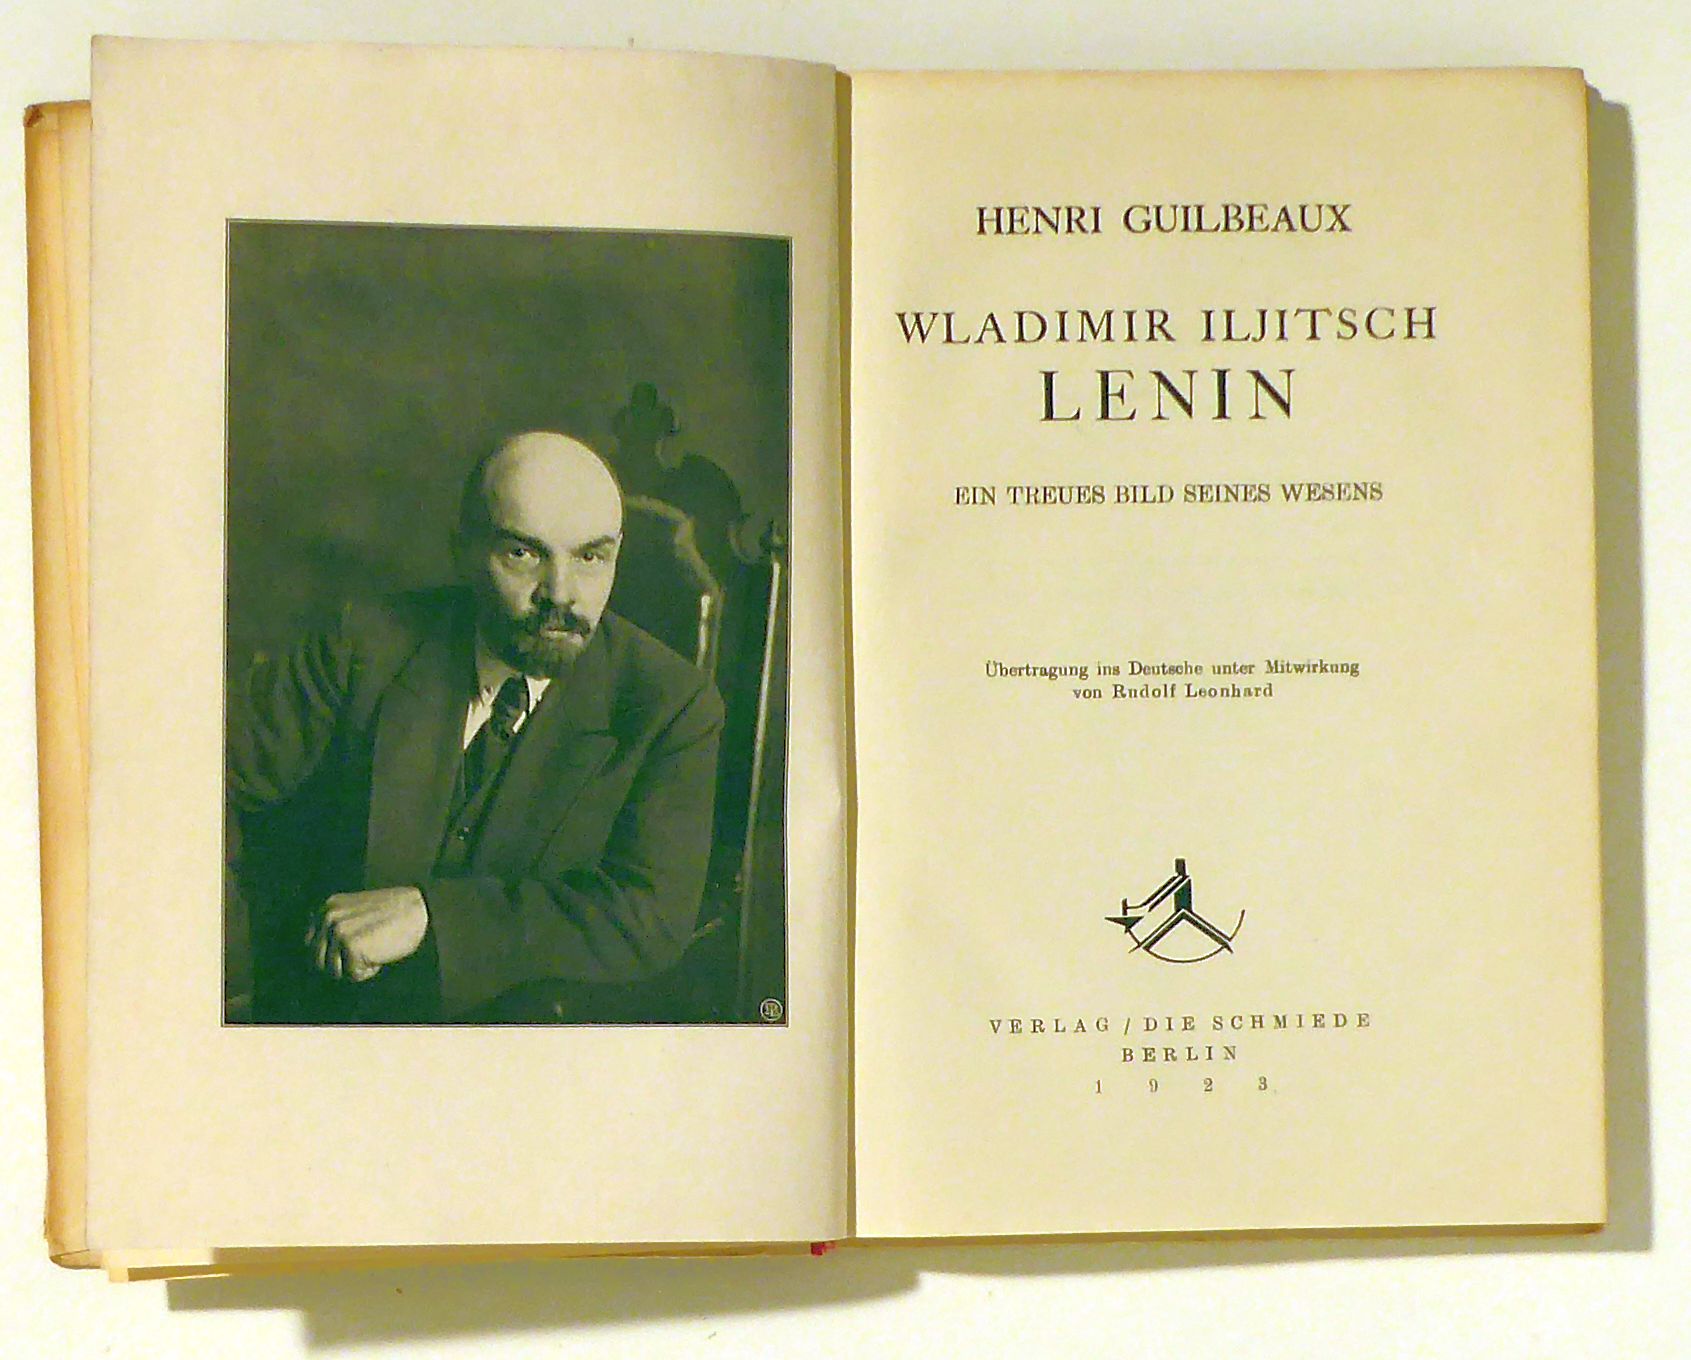 HENRI GUILBEAUX
WLADIMIR ILJITSCH
LENIN
EIN TREUES BILD SEINES WESENS
Übertragung ins Deutsche unter Mitwirkung
von Rudolf Leonhard
VERLAG / DIE SCHMIEDE
BERLIN
1 9 2 3